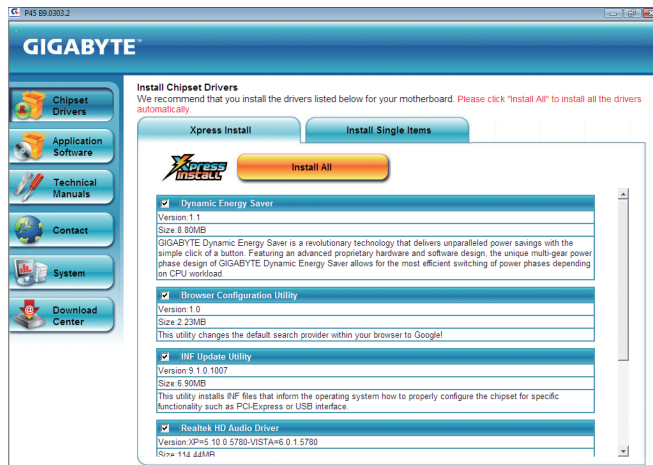 P45 B9.0303.2
GIGABYTE™
Chipset
Drivers
Application
Software
Technical
Manuals
Contact
System
Download
Center
Install Chipset Drivers
We recommend that you install the drivers listed below for your motherboard. Please click "Install All" to install all the drivers
automatically.
Xpress Install
Install Single Items
Xpress
INSTALL
Install All
Dynamic Energy Saver
Version:1.1
Size:8.80MB
GIGABYTE Dynamic Energy Saver is a revolutionary technology that delivers unparalleled power savings with the
simple click of a button. Featuring an advanced proprietary hardware and software design, the unique multi-gear power
phase design of GIGABYTE Dynamic Energy Saver allows for the most efficient switching of power phases depending
on CPU workload.
Browser Configuration Utility
Version:1.0
Size:2.23MB
This utility changes the default search provider within your browser to Google!
INF Update Utility
Version:9.1.0.1007
Size:6.90MB
This utility installs INF files that inform the operating system how to properly configure the chipset for specific
functionality such as PCI-Express or USB interface.
Realtek HD Audio Driver
Version:XP=5.10.0.5780-VISTA=6.0.1.5780
Size:114.44MB